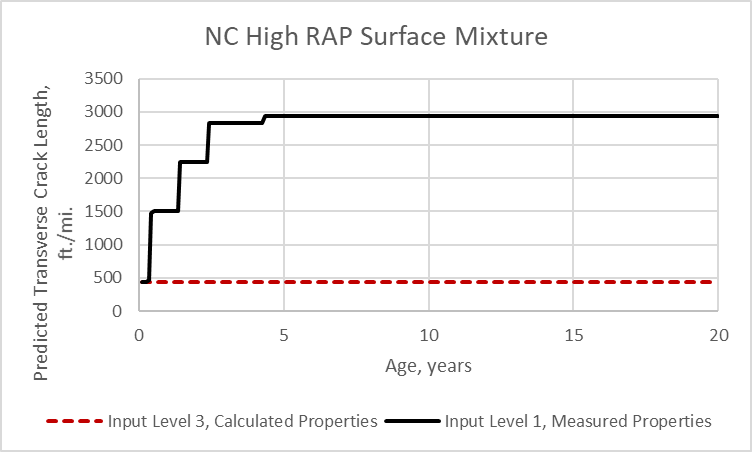 NC High RAP Surface Mixture
Predicted Transverse Crack Length,
ft./mi.
3500
3000
2500
2000
1500
1000
500
0
0 5 10 15 20
Age, years
Input Level 3, Calculated Properties Input Level 1, Measured Properties